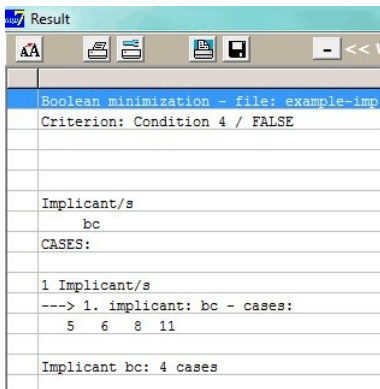 Result
AA
- <<
Boolean minimization - file: example-imp
Criterion: Condition 4 / FALSE
Implicant/s
bc
CASES:
1 Implicant/s
---> 1. implicant: bc - cases:
5 6 8 11
Implicant bc: 4 cases